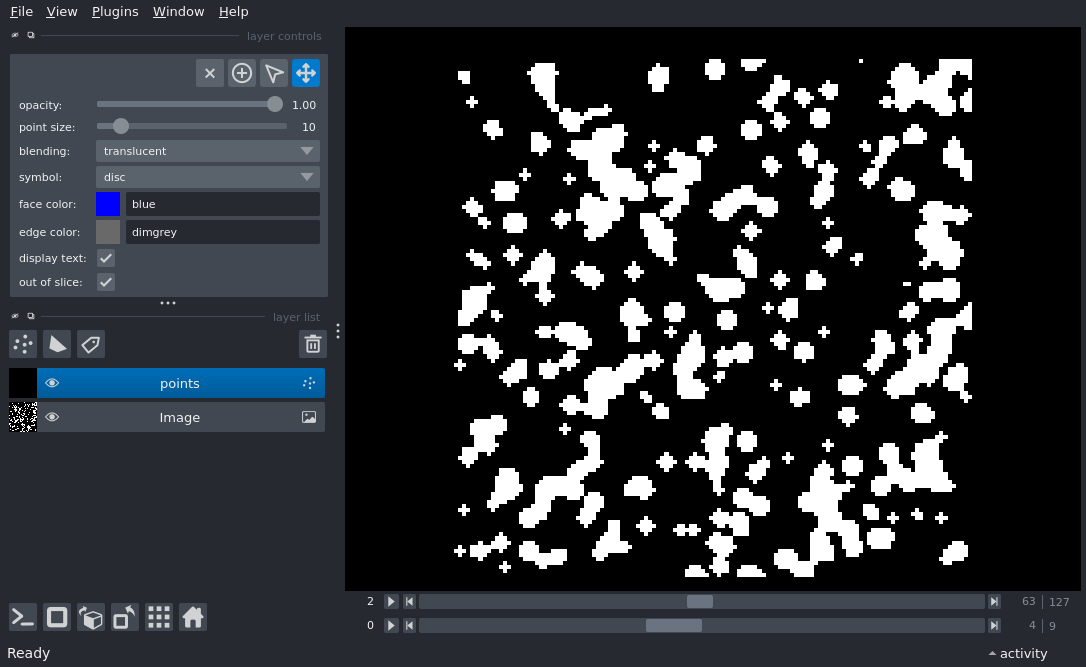 File View Plugins Window Help
layer controls
opacity: 1.00
point size: 10
blending: translucent
symbol: disc
face color: blue
edge color: dimgrey
display text:
out of slice:
layer list
points
Image
2 63 127
0 4 9
Ready activity